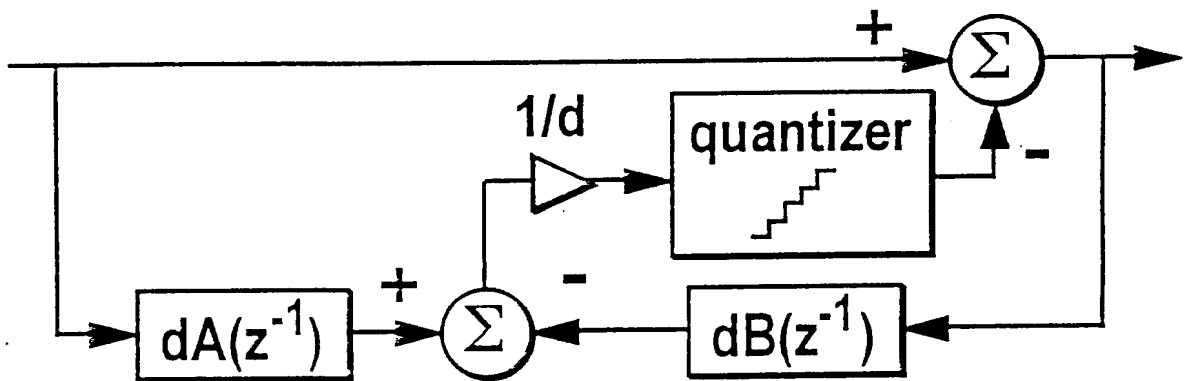 +
Σ
1/d
quantizer
-
+
-
dA(z⁻¹)
Σ
dB(z⁻¹)